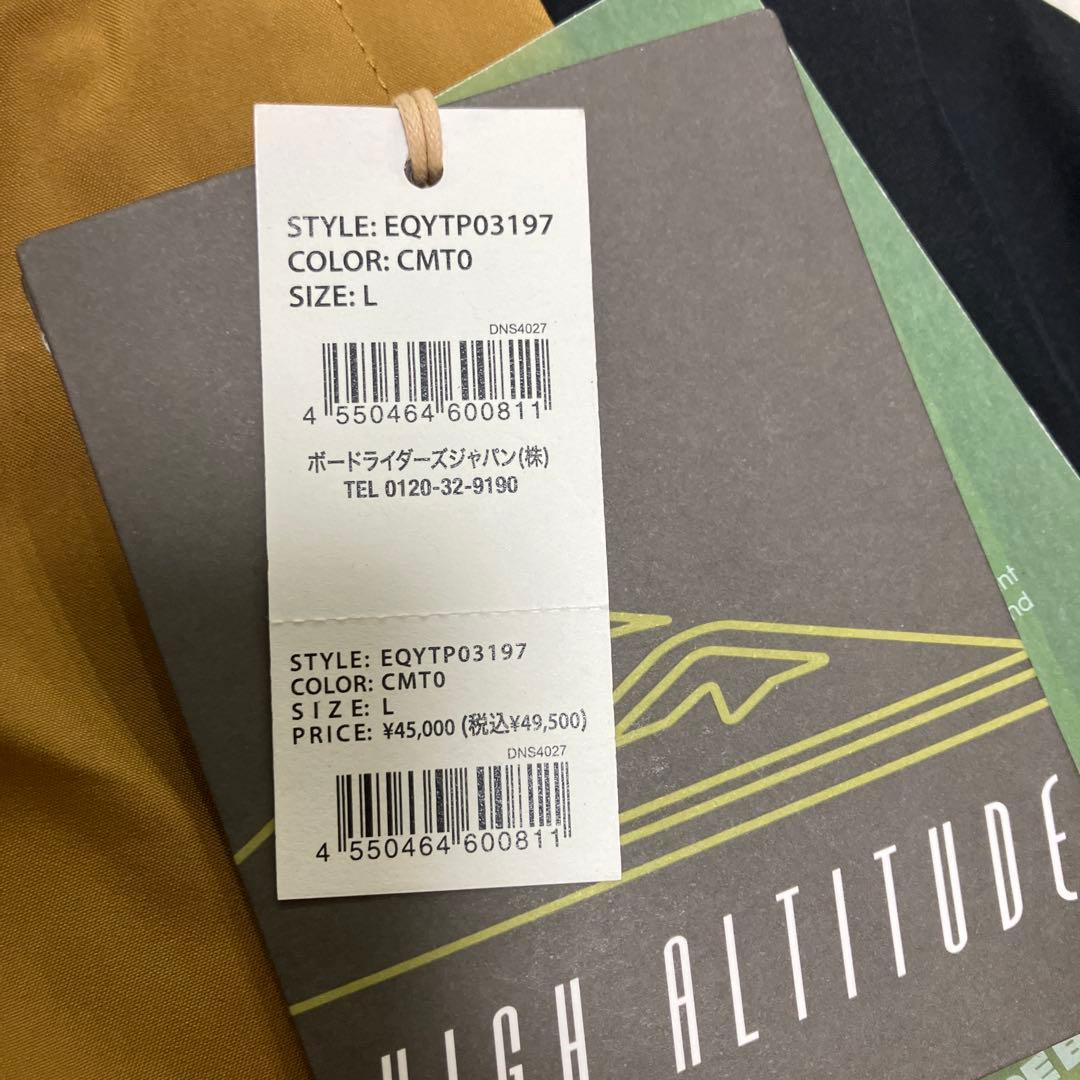 STYLE: EQYTP03197
COLOR: CMT0
SIZE: L
DNS4027
4 550464 600811
ボードライダーズジャパン(株)
TEL 0120-32-9190
STYLE: EQYTP03197
COLOR: CMT0
SIZE: L
PRICE: ¥45,000 (税込¥49,500)
DNS4027
4 550464 600811
HIGH ALTITUDE